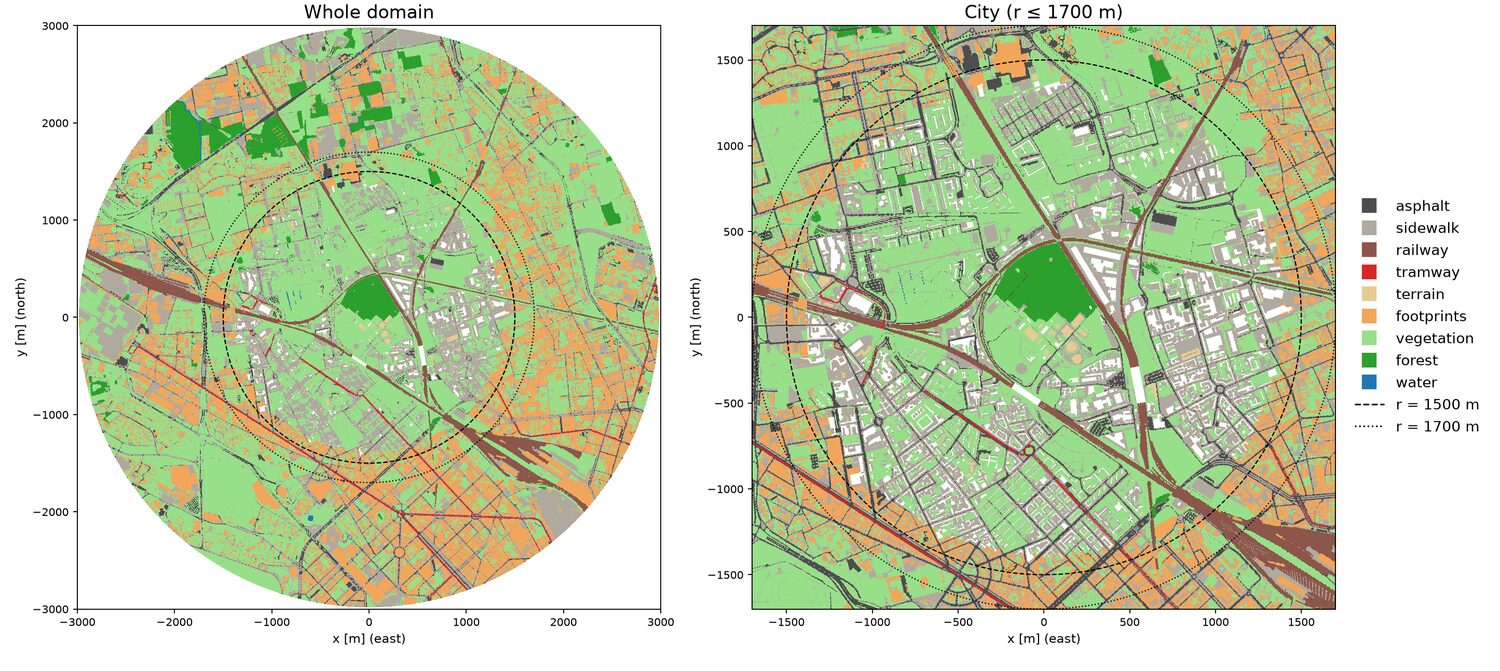 Whole domain
3000
2000
1000
0
−1000
−2000
−3000
y [m] (north)
−3000 −2000 −1000 0 1000 2000 3000
x [m] (east)
City (r ≤ 1700 m)
1500
1000
500
0
−500
−1000
−1500
y [m] (north)
−1500 −1000 −500 0 500 1000 1500
x [m] (east)
asphalt
sidewalk
railway
tramway
terrain
footprints
vegetation
forest
water
r = 1500 m
r = 1700 m